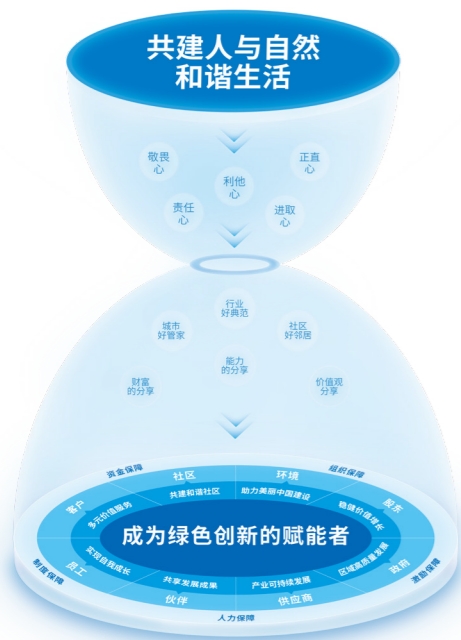 共建人与自然
和谐生活
敬畏
心
正直
心
利他
心
责任
心
进取
心
行业
好典范
城市
好管家
社区
好邻居
能力
的分享
财富
的分享
价值观
分享
资金保障
组织保障
社区
环境
客户
股东
共建和谐社区
助力美丽中国建设
多元价值服务
稳健价值增长
成为绿色创新的赋能者
实现自我成长
区域高质量发展
共享发展成果
产业可持续发展
员工
政府
伙伴
供应商
制度保障
激励保障
人力保障